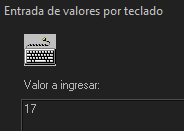 Entrada de valores por teclado
Valor a ingresar:
17